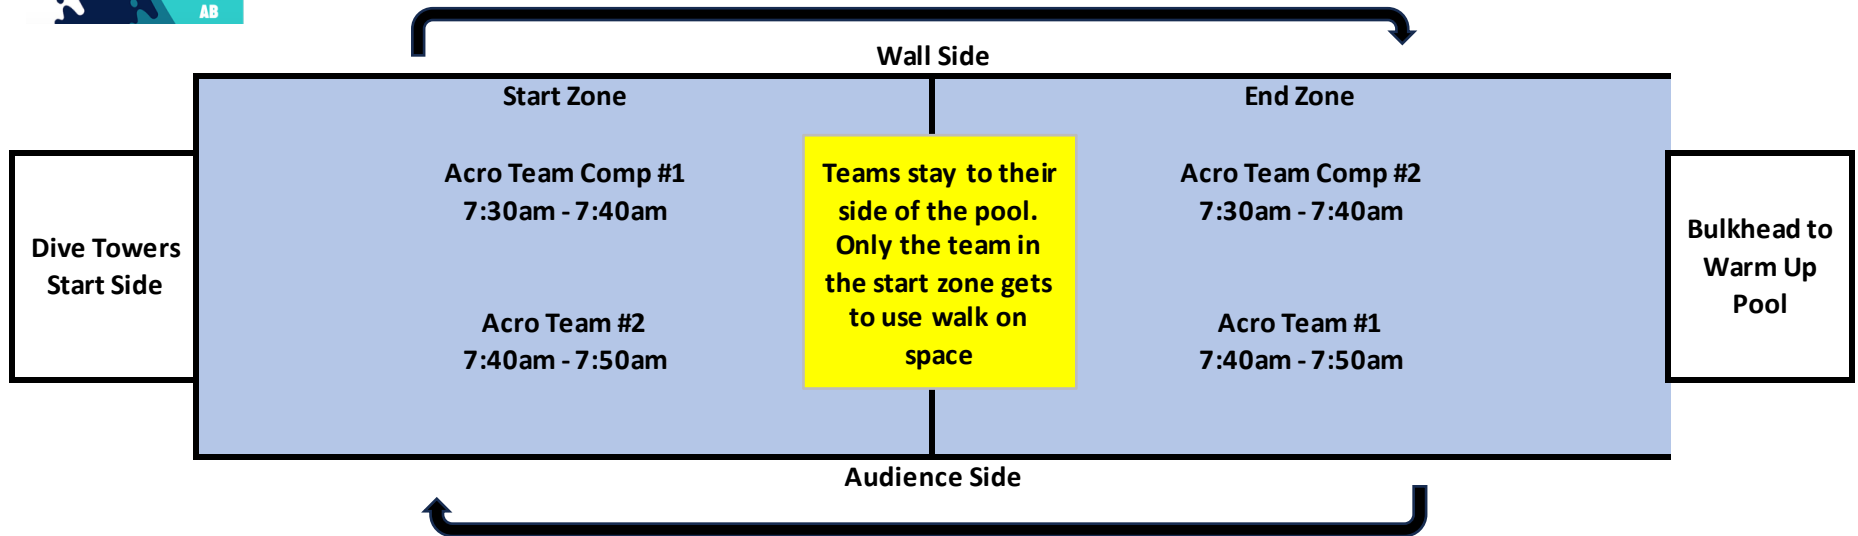 AB
Wall Side
Start Zone
End Zone
Acro Team Comp #1
7:30am - 7:40am
Acro Team #2
7:40am - 7:50am
Teams stay to their
side of the pool.
Only the team in
the start zone gets
to use walk on
space
Acro Team Comp #2
7:30am - 7:40am
Acro Team #1
7:40am - 7:50am
Dive Towers
Start Side
Bulkhead to
Warm Up
Pool
Audience Side